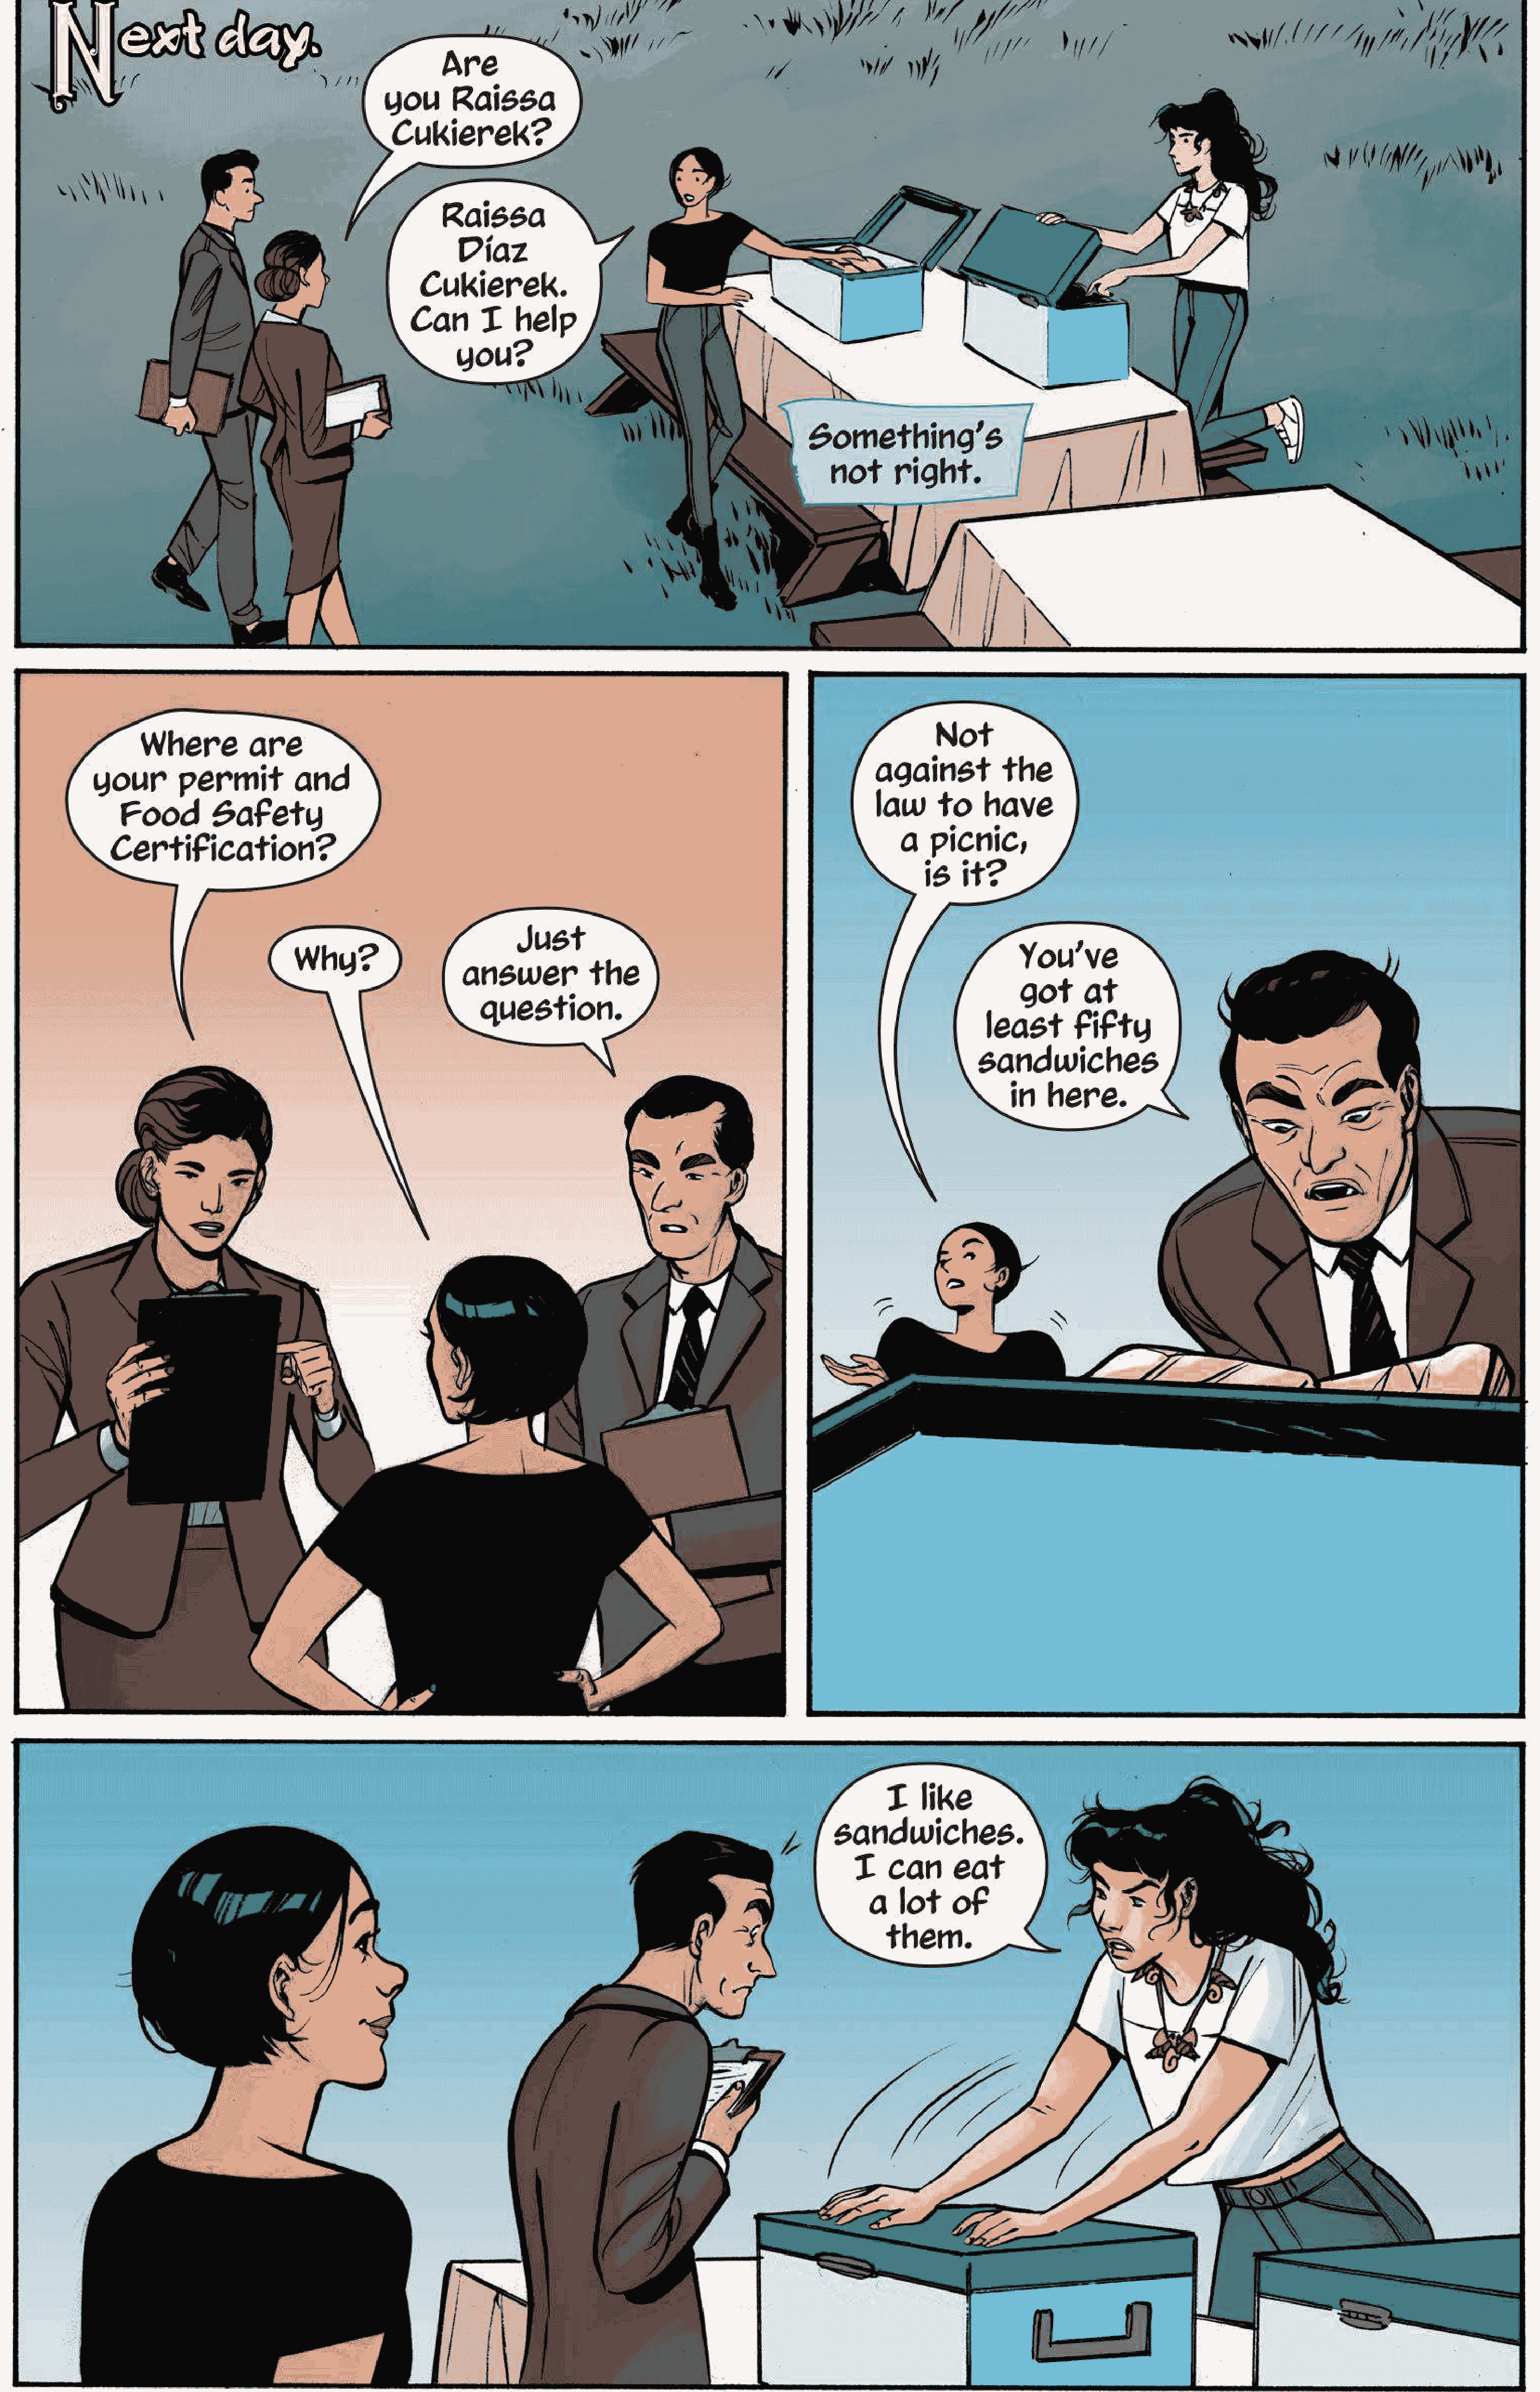 Next day.
Are
you Raissa
Cukierek?
Raissa
Díaz
Cukierek.
Can I help
you?
Something's
not right.
Where are
your permit and
Food Safety
Certification?
Why?
Just
answer the
question.
Not
against the
law to have
a picnic,
is it?
You've
got at
least fifty
sandwiches
in here.
I like
sandwiches.
I can eat
a lot of
them.